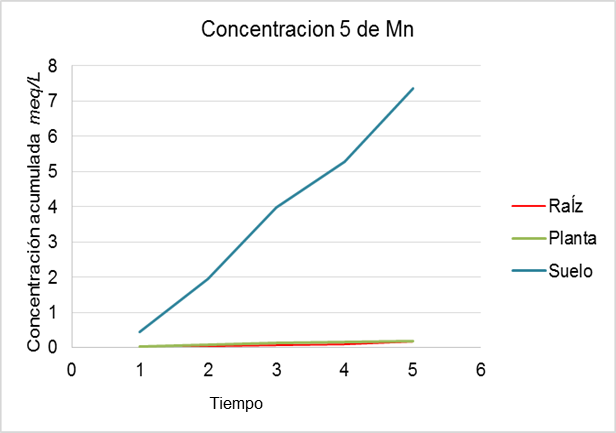 Concentracion 5 de Mn
Concentración acumulada meq/L
8
7
6
5
4
3
2
1
0
0 1 2 3 4 5 6
Tiempo
RaÍz
Planta
Suelo